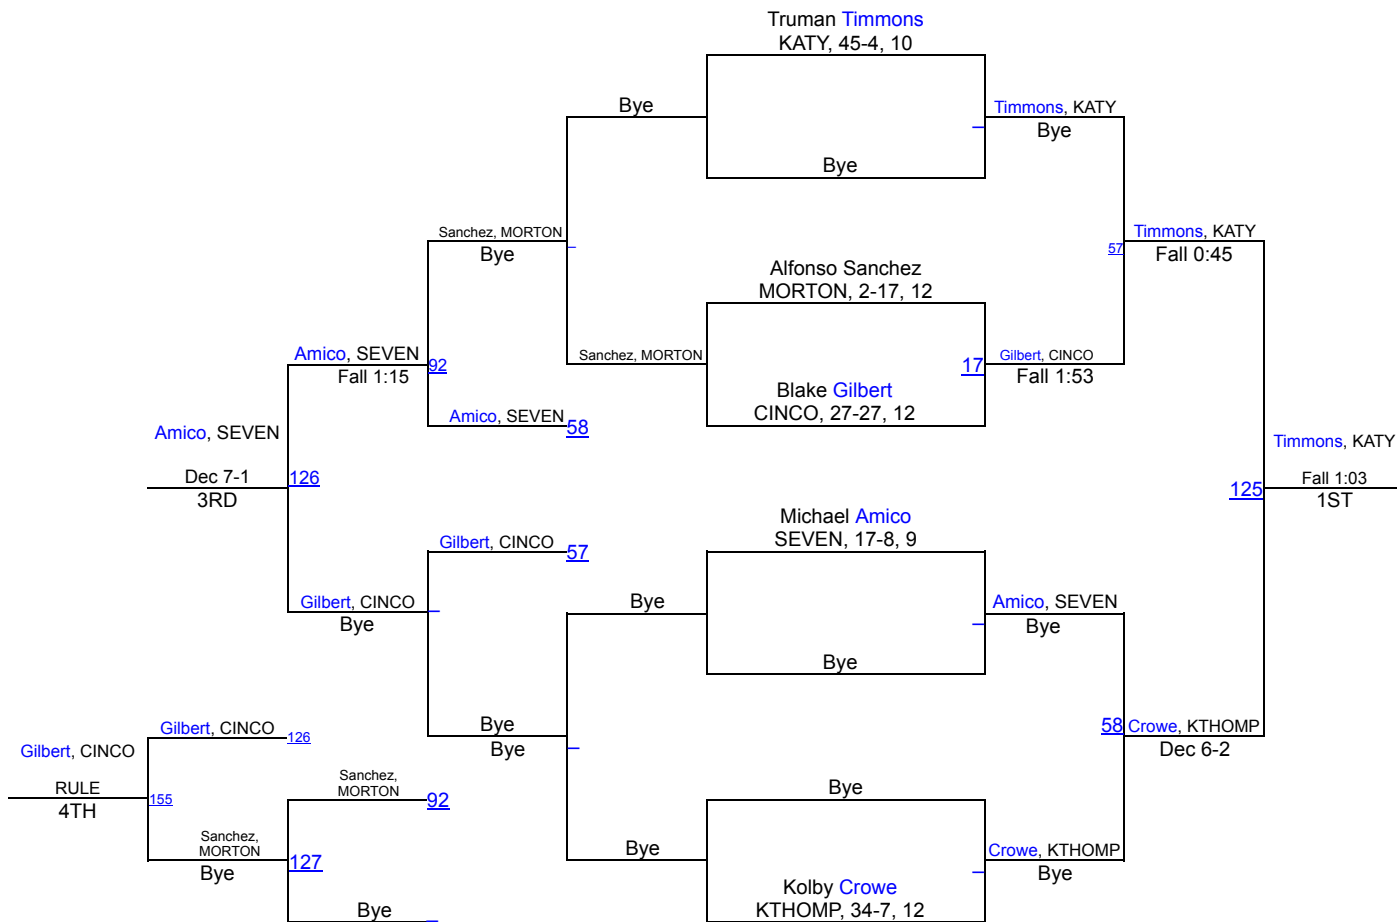 Truman Timmons
KATY, 45-4, 10
Bye
Timmons, KATY
Bye
Bye
Sanchez, MORTON
Bye
Timmons, KATY
57
Fall 0:45
Alfonso Sanchez
MORTON, 2-17, 12
Amico, SEVEN
Fall 1:15
92
Sanchez, MORTON
17
Gilbert, CINCO
Fall 1:53
Blake Gilbert
CINCO, 27-27, 12
Amico, SEVEN
58
Amico, SEVEN
Dec 7-1
3RD
126
Timmons, KATY
125
Fall 1:03
1ST
Michael Amico
SEVEN, 17-8, 9
Gilbert, CINCO
57
Gilbert, CINCO
Bye
Bye
Amico, SEVEN
Bye
Bye
Bye
Bye
58
Crowe, KTHOMP
Dec 6-2
Gilbert, CINCO
126
Gilbert, CINCO
RULE
4TH
155
Sanchez,
MORTON
92
Bye
Sanchez,
MORTON
Bye
127
Bye
Crowe, KTHOMP
Bye
Kolby Crowe
KTHOMP, 34-7, 12
Bye